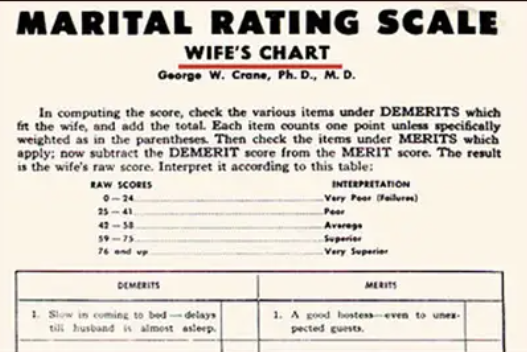 MARITAL RATING SCALE
WIFE'S CHART
George W. Crane, Ph. D., M. D.
In computing the score, check the various items under DEMERITS which
fit the wife, and add the total. Each item counts one point unless specifically
weighted as in the parentheses. Then check the items under MERITS which
apply; now subtract the DEMERIT score from the MERIT score. The result
is the wife's raw score. Interpret it according to this table:
RAW SCORES INTERPRETATION
0 — 24 Very Poor (Failures)
25 — 41 Poor
42 — 58 Average
59 — 75 Superior
76 and up Very Superior
DEMERITS MERITS
1. Slow in coming to bed — delays 1. A good hostess—even to unex-
till husband is almost asleep. pected guests.